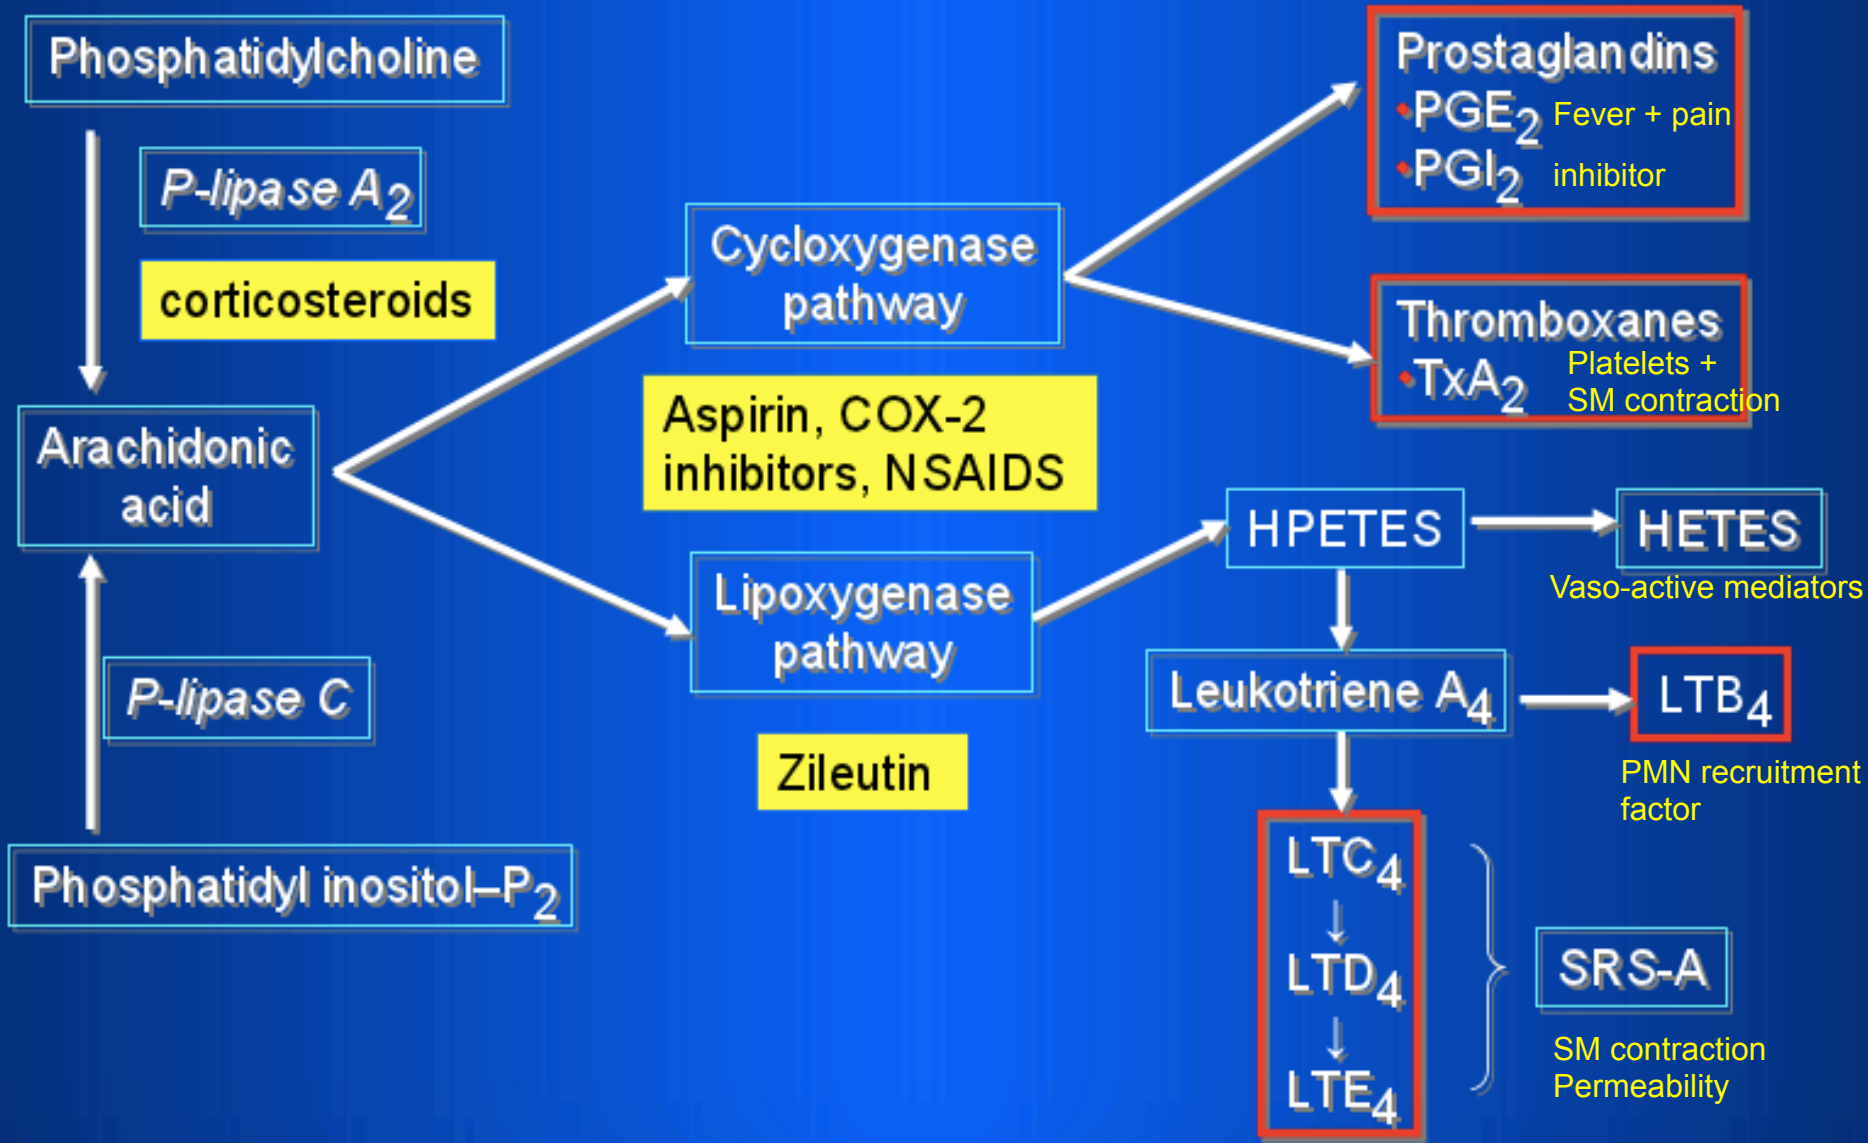 Phosphatidylcholine
P-lipase A2
corticosteroids
Arachidonic
acid
P-lipase C
Phosphatidyl inositol–P2
Cycloxygenase
pathway
Aspirin, COX-2
inhibitors, NSAIDS
Lipoxygenase
pathway
Zileutin
Prostaglandins
•PGE2 Fever + pain
•PGI2 inhibitor
Thromboxanes
•TxA2 Platelets +
SM contraction
HPETES
HETES
Vaso-active mediators
Leukotriene A4
LTB4
PMN recruitment
factor
LTC4
↓
LTD4
↓
LTE4
SRS-A
SM contraction
Permeability